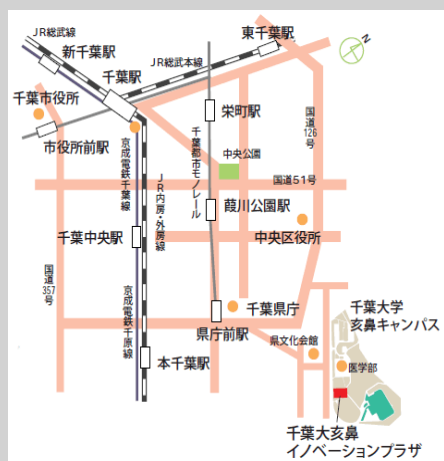 JR総武線
新千葉駅
千葉駅
JR総武本線
東千葉駅
N
千葉市役所
市役所前駅
京成電鉄千葉線
JR内房・外房線
千葉都市モノレール
栄町駅
中央公園
国道126号
国道51号
葭川公園駅
中央区役所
千葉中央駅
国道357号
京成電鉄千原線
千葉県庁
県庁前駅
本千葉駅
県文化会館
千葉大学
亥鼻キャンパス
医学部
千葉大亥鼻
イノベーションプラザ